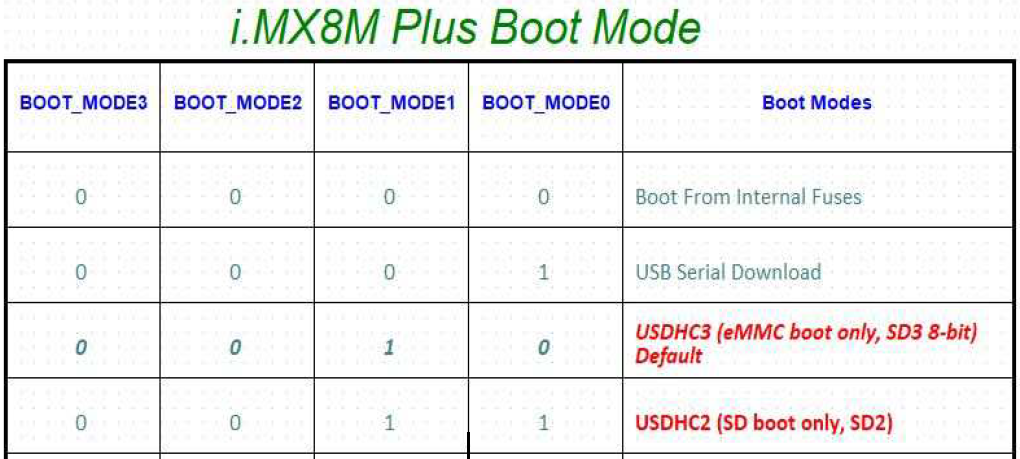 i.MX8M Plus Boot Mode
BOOT_MODE3 BOOT_MODE2 BOOT_MODE1 BOOT_MODE0 Boot Modes
0 0 0 0 Boot From Internal Fuses
0 0 0 1 USB Serial Download
0 0 1 0 USDHC3 (eMMC boot only, SD3 8-bit)
Default
0 0 1 1 USDHC2 (SD boot only, SD2)